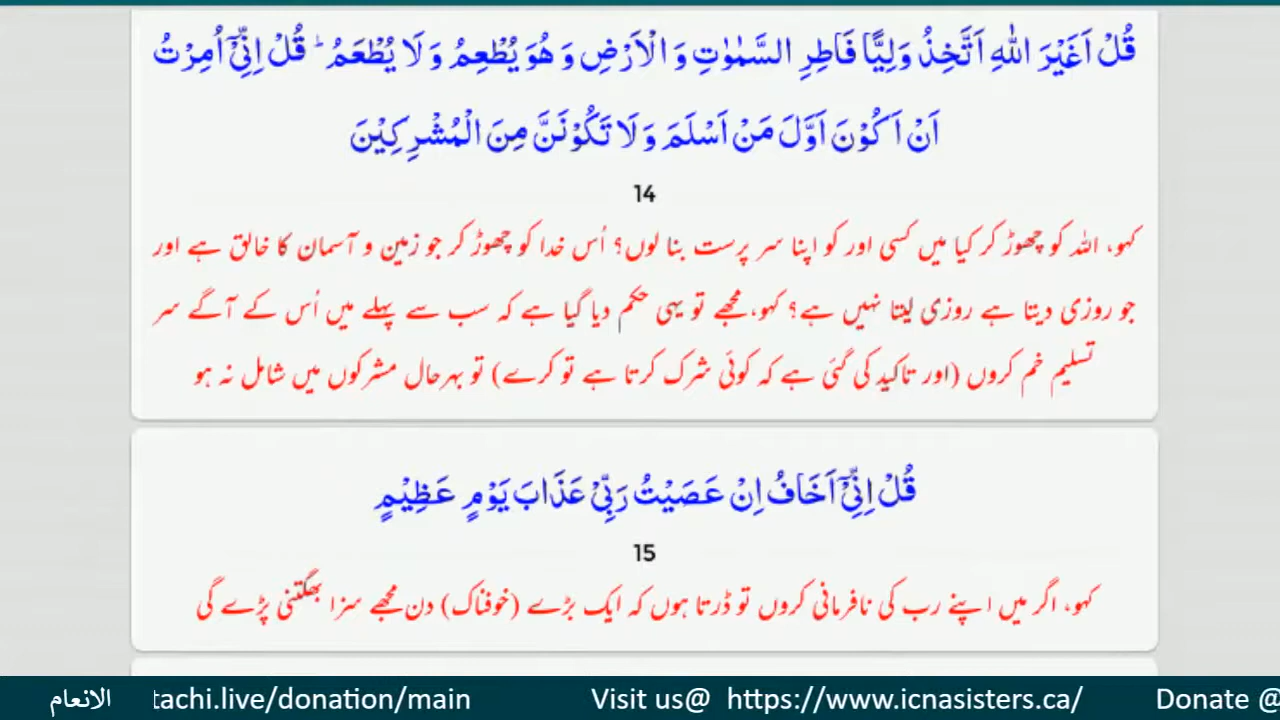 قُلْ اَغَيْرَ اللّٰهِ اَتَّخِذُ وَلِيًّا فَاطِرِ السَّمٰوٰتِ وَ الْاَرْضِ وَ هُوَ يُطْعِمُ وَ لَا يُطْعَمُ ؕ قُلْ اِنِّيْۤ اُمِرْتُ
اَنْ اَكُوْنَ اَوَّلَ مَنْ اَسْلَمَ وَ لَا تَكُوْنَنَّ مِنَ الْمُشْرِكِيْنَ
14
کہو، اللہ کو چھوڑ کر کیا میں کسی اور کو اپنا سر پرست بنا لوں؟ اُس خدا کو چھوڑ کر جو زمین و آسمان کا خالق ہے اور
جو روزی دیتا ہے روزی لیتا نہیں ہے؟ کہو، مجھے تو یہی حکم دیا گیا ہے کہ سب سے پہلے میں اُس کے آگے سر
تسلیم خم کروں (اور تاکید کی گئی ہے کہ کوئی شرک کرتا ہے تو کرے) تو بہرحال مشرکوں میں شامل نہ ہو
قُلْ اِنِّيْۤ اَخَافُ اِنْ عَصَيْتُ رَبِّيْ عَذَابَ يَوْمٍ عَظِيْمٍ
15
کہو، اگر میں اپنے رب کی نافرمانی کروں تو ڈرتا ہوں کہ ایک بڑے (خوفناک) دن مجھے سزا بھگتنی پڑے گی
الانعام tachi.live/donation/main Visit us@ https://www.icnasisters.ca/ Donate @